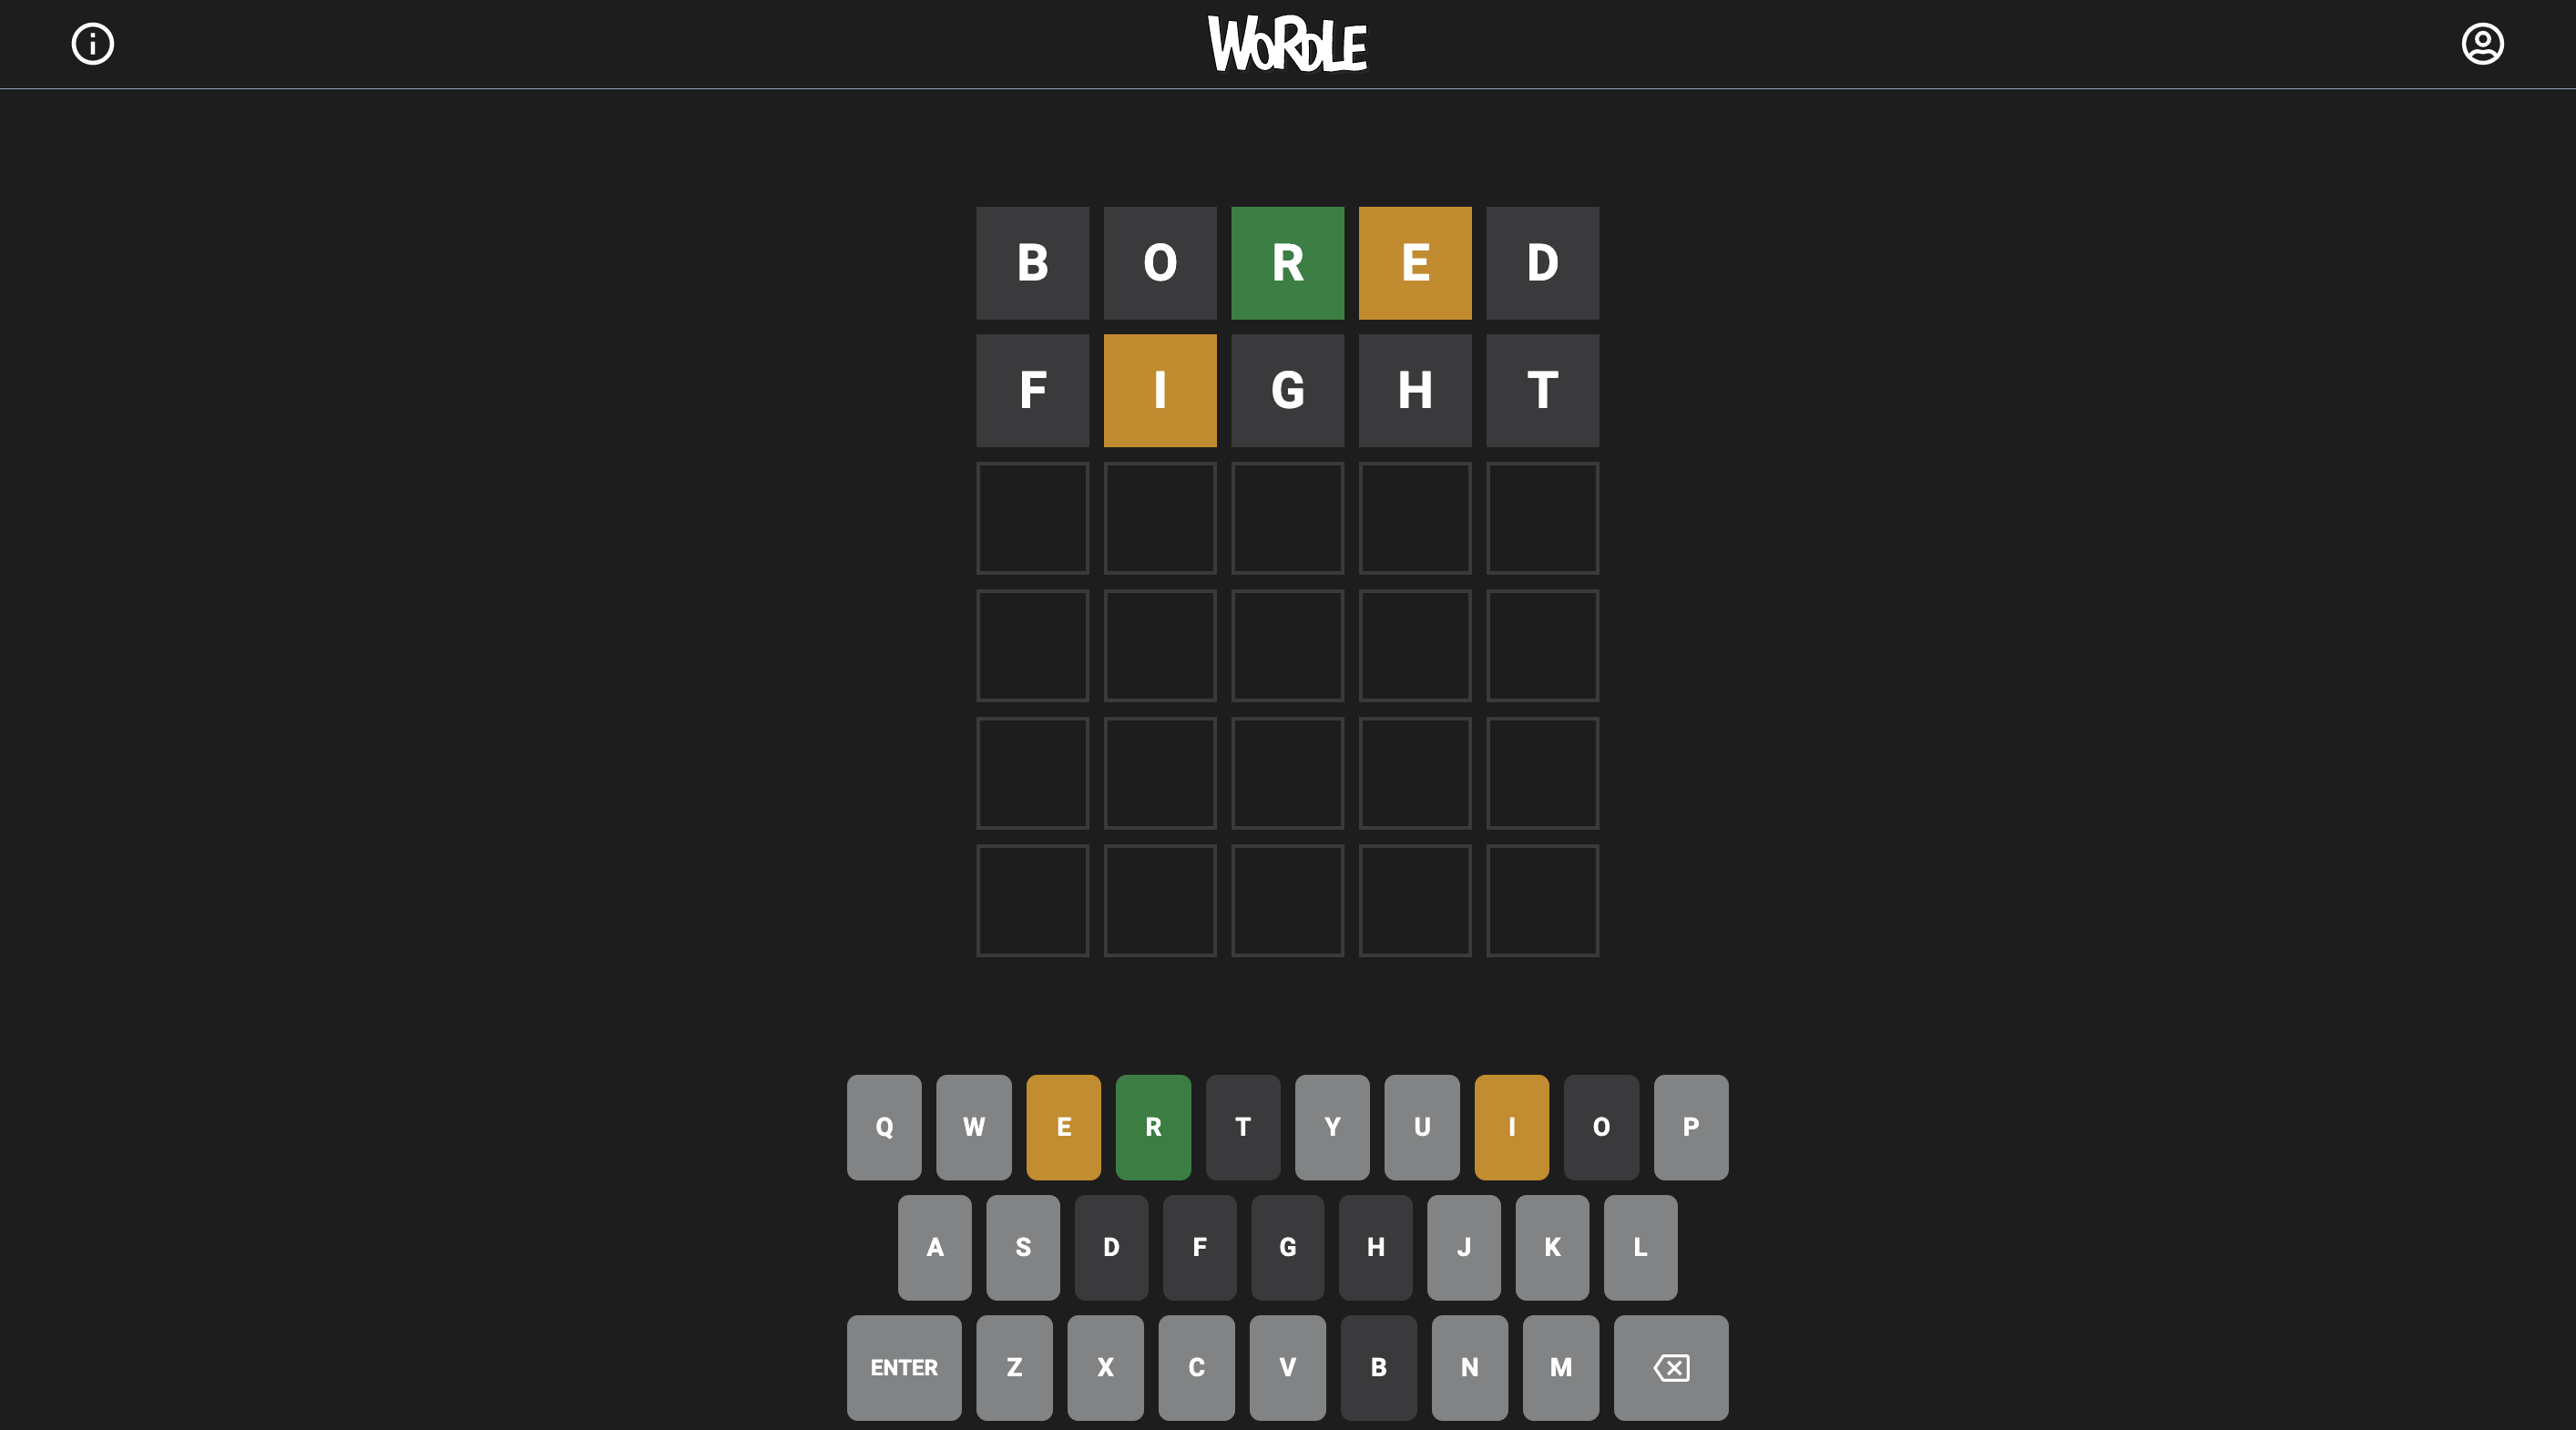 WORDLE
B O R E D
F I G H T
Q W E R T Y U I O P
A S D F G H J K L
ENTER Z X C V B N M